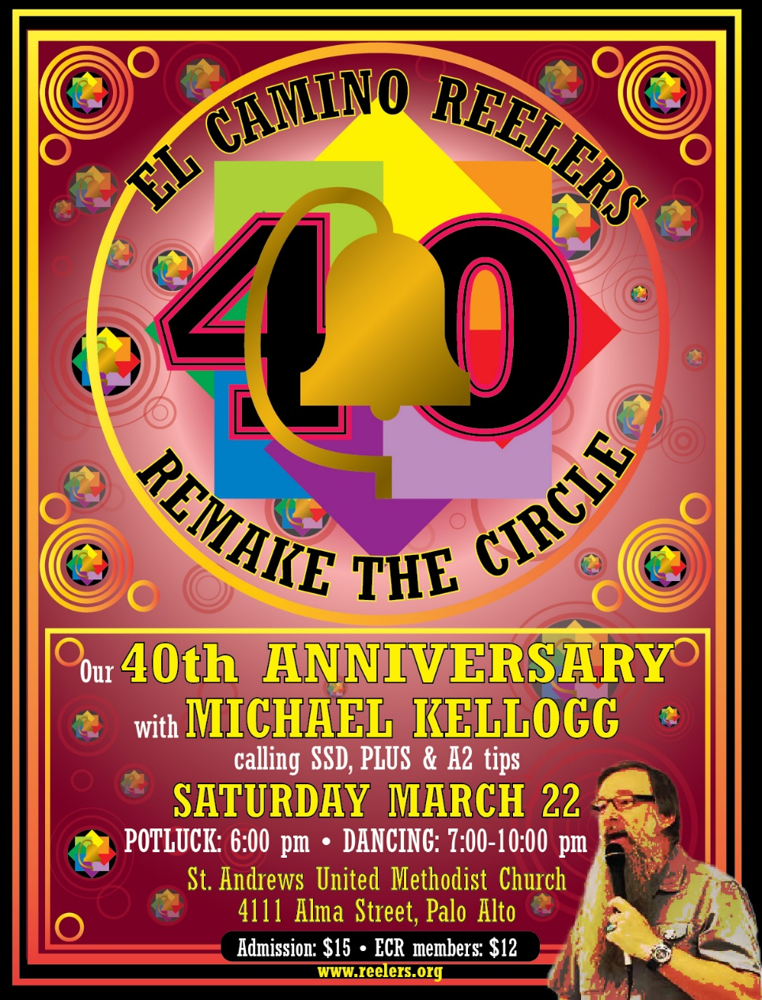 EL CAMINO REELERS
40
REMAKE THE CIRCLE
Our 40th ANNIVERSARY
with MICHAEL KELLOGG
calling SSD, PLUS & A2 tips
SATURDAY MARCH 22
POTLUCK: 6:00 pm • DANCING: 7:00-10:00 pm
St. Andrews United Methodist Church
4111 Alma Street, Palo Alto
Admission: $15 • ECR members: $12
www.reelers.org